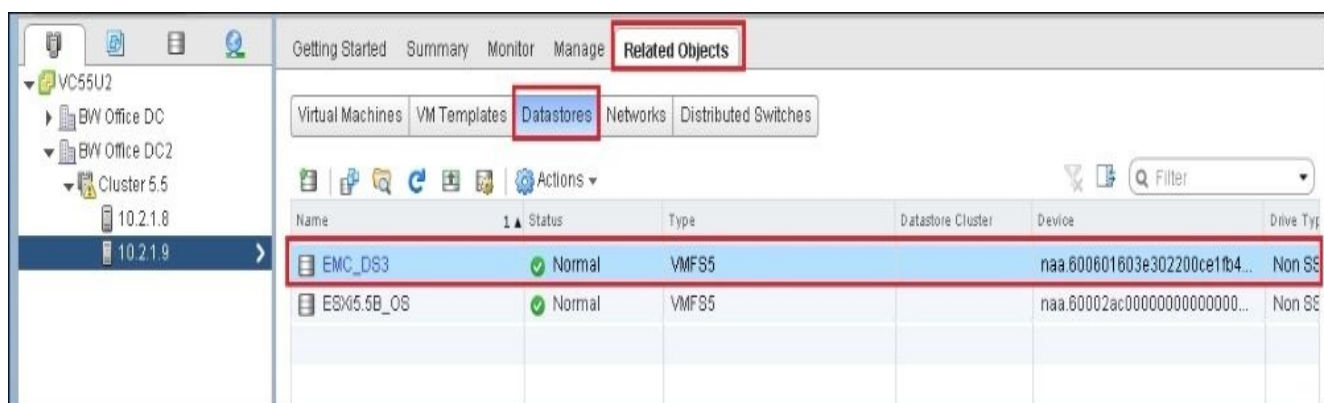 Getting Started Summary Monitor Manage Related Objects
VC55U2
BW Office DC
BW Office DC2
Cluster 5.5
10.2.1.8
10.2.1.9
Virtual Machines VM Templates Datastores Networks Distributed Switches
Actions
Filter
Name 1 Status Type Datastore Cluster Device Drive Typ
EMC_DS3 Normal VMFS5 naa.600601603e302200ce1fb4... Non SS
ESXi5.5B_OS Normal VMFS5 naa.60002ac00000000000000... Non SS